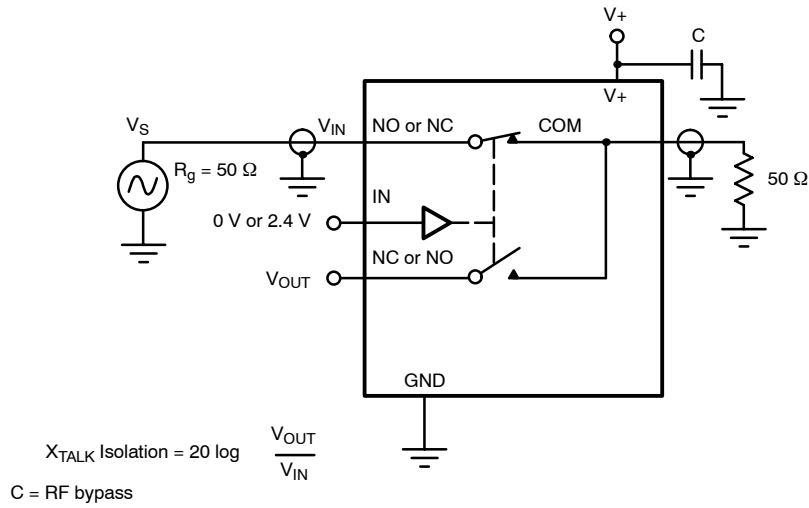 V+
C
V+
VS
VIN
NO or NC
COM
Rg = 50 Ω
50 Ω
IN
0 V or 2.4 V
NC or NO
VOUT
GND
XTALK Isolation = 20 log VOUT
VIN
C = RF bypass